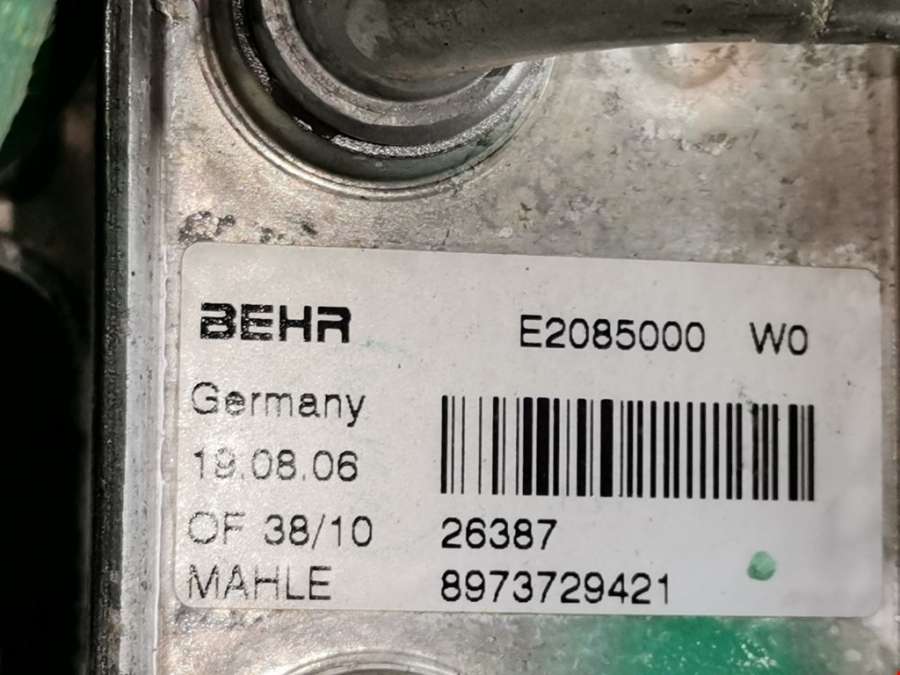 BEHR E2085000 W0
Germany
19.08.06
OF 38/10 26387
MAHLE 8973729421